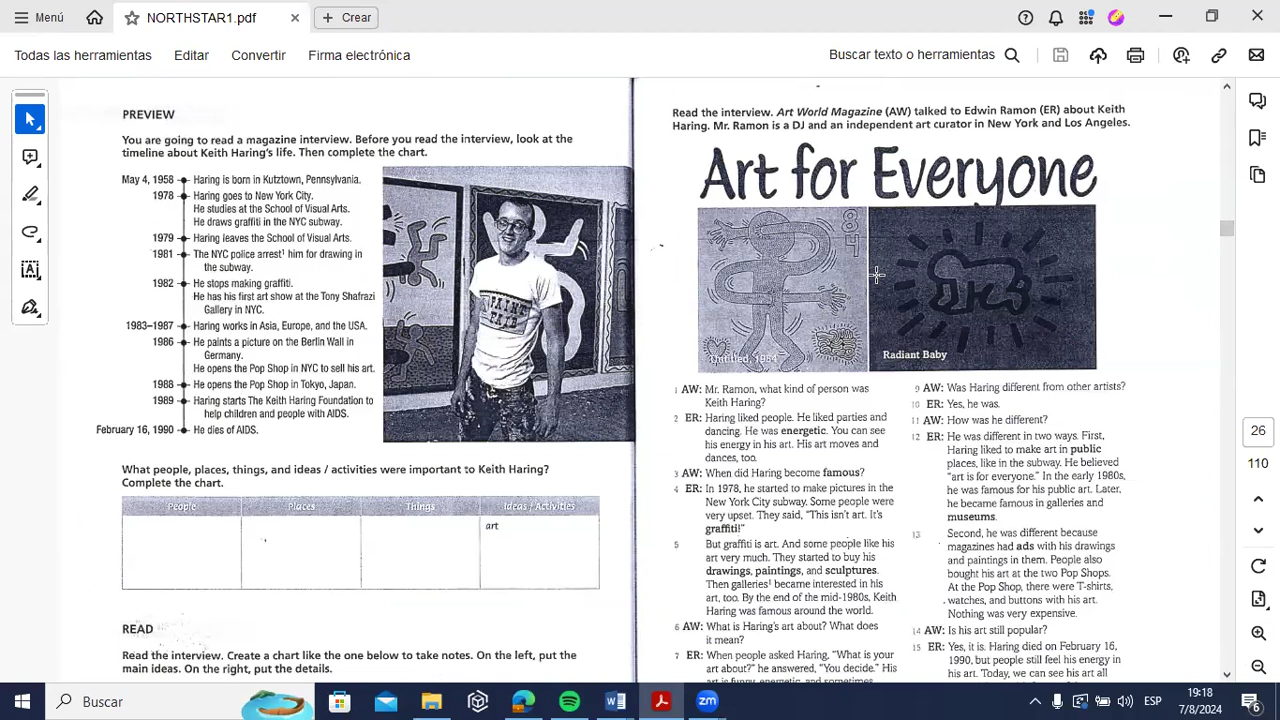 Menú
NORTHSTAR1.pdf
Crear
Todas las herramientas
Editar
Convertir
Firma electrónica
Buscar texto o herramientas
PREVIEW
You are going to read a magazine interview. Before you read the interview, look at the
timeline about Keith Haring's life. Then complete the chart.
May 4, 1958 Haring is born in Kutztown, Pennsylvania.
1978 Haring goes to New York City.
He studies at the School of Visual Arts.
He draws graffiti in the NYC subway.
1979 Haring leaves the School of Visual Arts.
1981 The NYC police arrest¹ him for drawing in
the subway.
1982 He stops making graffiti.
He has his first art show at the Tony Shafrazi
Gallery in NYC.
1983–1987 Haring works in Asia, Europe, and the USA.
1986 He paints a picture on the Berlin Wall in
Germany.
He opens the Pop Shop in NYC to sell his art.
1988 He opens the Pop Shop in Tokyo, Japan.
1989 Haring starts The Keith Haring Foundation to
help children and people with AIDS.
February 16, 1990 He dies of AIDS.
What people, places, things, and ideas / activities were important to Keith Haring?
Complete the chart.
People Places Things Ideas / Activities
art
READ
Read the interview. Create a chart like the one below to take notes. On the left, put the
main ideas. On the right, put the details.
Read the interview. Art World Magazine (AW) talked to Edwin Ramon (ER) about Keith
Haring. Mr. Ramon is a DJ and an independent art curator in New York and Los Angeles.
Art for Everyone
84
Untitled, 1984
Radiant Baby
1 AW: Mr. Ramon, what kind of person was
Keith Haring?
2 ER: Haring liked people. He liked parties and
dancing. He was energetic. You can see
his energy in his art. His art moves and
dances, too.
3 AW: When did Haring become famous?
4 ER: In 1978, he started to make pictures in the
New York City subway. Some people were
very upset. They said, "This isn't art. It's
graffiti!"
5 But graffiti is art. And some people like his
art very much. They started to buy his
drawings, paintings, and sculptures.
Then galleries¹ became interested in his
art, too. By the end of the mid-1980s, Keith
Haring was famous around the world.
6 AW: What is Haring's art about? What does
it mean?
7 ER: When people asked Haring, "What is your
art about?" he answered, "You decide." His
art is funny, energetic, and sometimes
9 AW: Was Haring different from other artists?
10 ER: Yes, he was.
11 AW: How was he different?
12 ER: He was different in two ways. First,
Haring liked to make art in public
places, like in the subway. He believed
"art is for everyone." In the early 1980s,
he was famous for his public art. Later,
he became famous in galleries and
museums.
13 Second, he was different because
magazines had ads with his drawings
and paintings in them. People also
bought his art at the two Pop Shops.
At the Pop Shop, there were T-shirts,
watches, and buttons with his art.
Nothing was very expensive.
14 AW: Is his art still popular?
15 ER: Yes, it is. Haring died on February 16,
1990, but people still feel his energy in
his art. Today, we can see his art all
26
110
Buscar
W
zm
ESP
19:18
7/8/2024
6